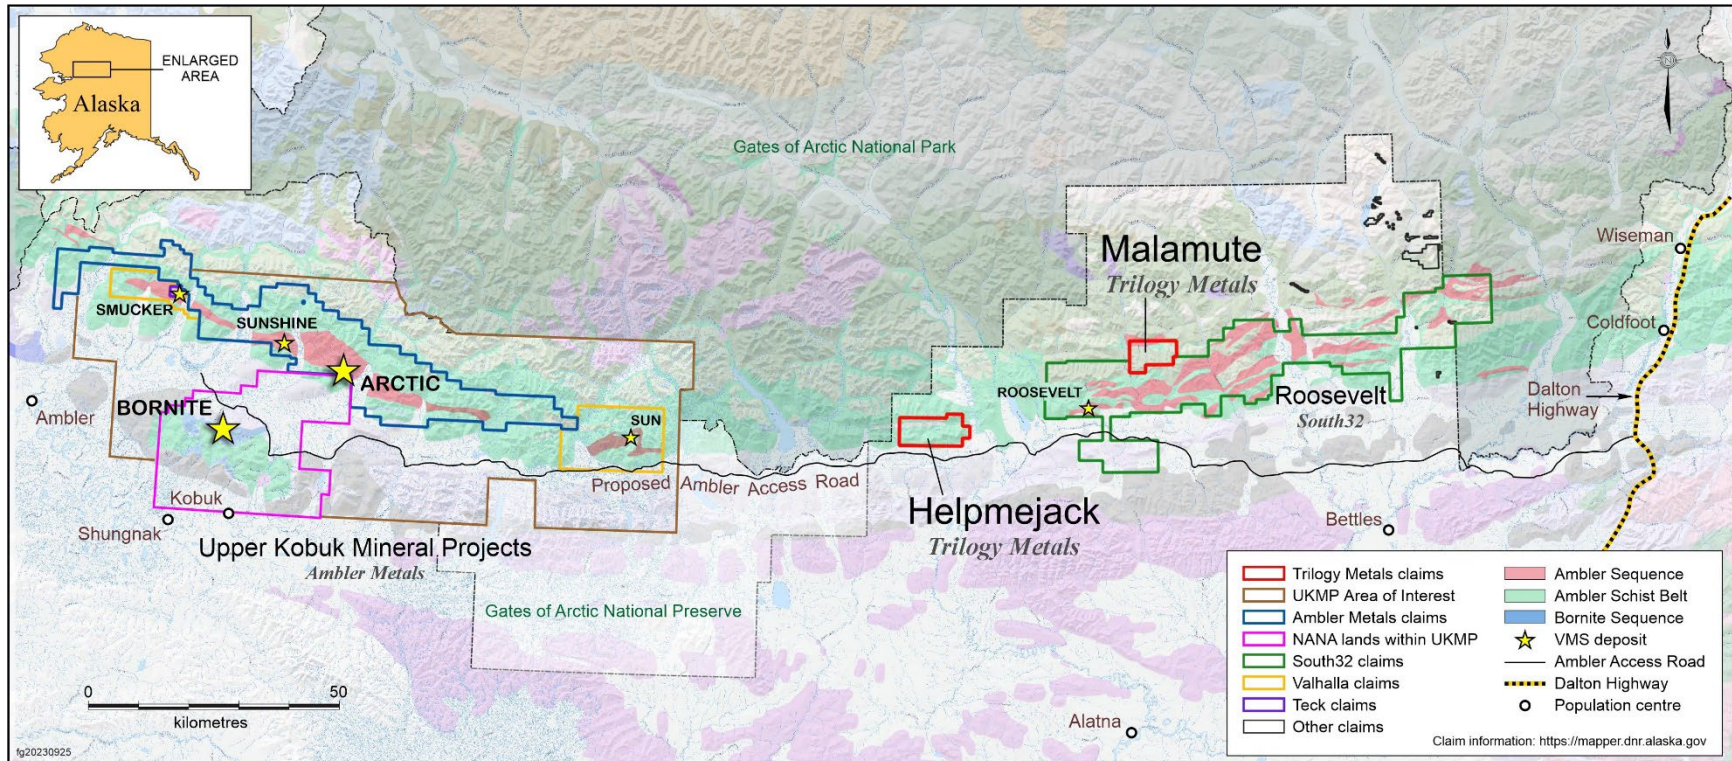 ENLARGED
AREA
Alaska
N
Gates of Arctic National Park
Malamute
Trilogy Metals
Wiseman
Coldfoot
Dalton
Highway
SMUCKER
SUNSHINE
ARCTIC
BORNITE
Ambler
SUN
ROOSEVELT
Roosevelt
South32
Proposed Ambler Access Road
Kobuk
Shungnak
Helpmejack
Trilogy Metals
Bettles
Upper Kobuk Mineral Projects
Ambler Metals
Gates of Arctic National Preserve
Alatna
0 50
kilometres
fg20230925
Trilogy Metals claims
UKMP Area of Interest
Ambler Metals claims
NANA lands within UKMP
South32 claims
Valhalla claims
Teck claims
Other claims
Ambler Sequence
Ambler Schist Belt
Bornite Sequence
VMS deposit
Ambler Access Road
Dalton Highway
Population centre
Claim information: https://mapper.dnr.alaska.gov